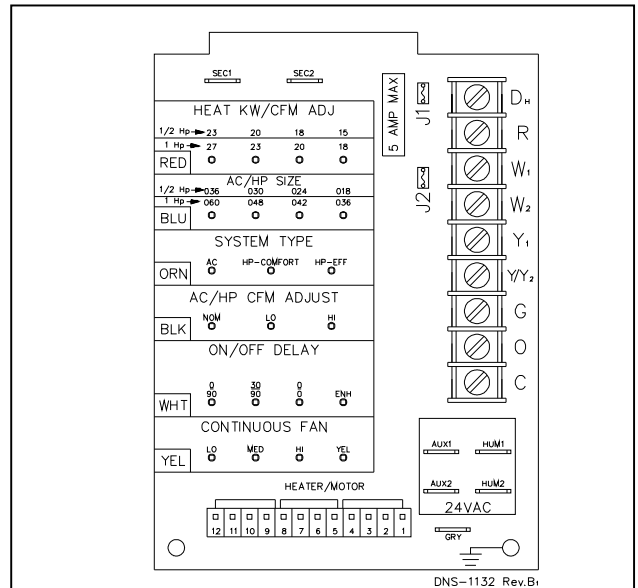 SEC1 SEC2
HEAT KW/CFM ADJ
1/2 Hp 23 20 18 15
1 Hp 27 23 20 18
RED
AC/HP SIZE
1/2 Hp 036 030 024 018
1 Hp 060 048 042 036
BLU
SYSTEM TYPE
AC HP-COMFORT HP-EFF
ORN
AC/HP CFM ADJUST
NOM LO HI
BLK
ON/OFF DELAY
0 30 0
90 90 0 ENH
WHT
CONTINUOUS FAN
LO MED HI YEL
YEL
HEATER/MOTOR
12 11 10 9 8 7 6 5 4 3 2 1
5 AMP MAX
J1
J2
DH
R
W1
W2
Y1
Y/Y2
G
O
C
AUX1 HUM1
AUX2 HUM2
24VAC
GRY
DNS-1132 Rev.B